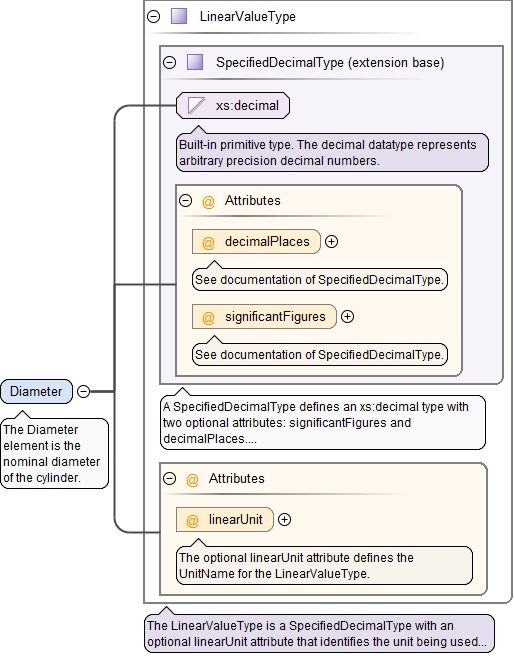 LinearValueType
SpecifiedDecimalType (extension base)
xs:decimal
Built-in primitive type. The decimal datatype represents
arbitrary precision decimal numbers.
@ Attributes
@ decimalPlaces
See documentation of SpecifiedDecimalType.
@ significantFigures
See documentation of SpecifiedDecimalType.
Diameter
The Diameter
element is the
nominal diameter
of the cylinder.
A SpecifiedDecimalType defines an xs:decimal type with
two optional attributes: significantFigures and
decimalPlaces....
@ Attributes
@ linearUnit
The optional linearUnit attribute defines the
UnitName for the LinearValueType.
The LinearValueType is a SpecifiedDecimalType with an
optional linearUnit attribute that identifies the unit being used...